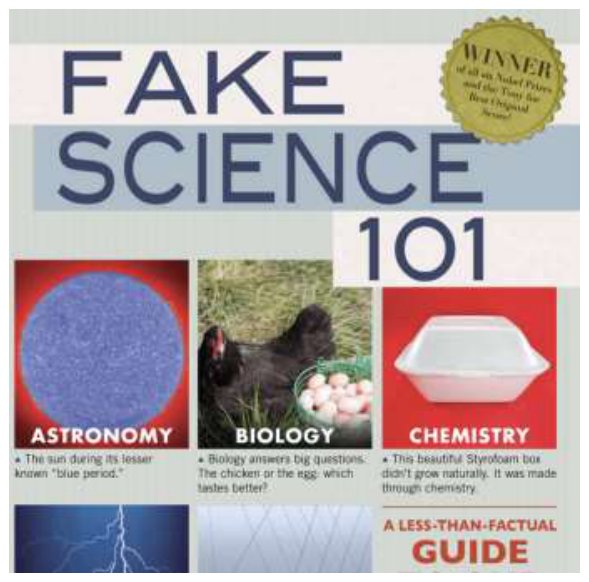 FAKE
SCIENCE
101
WINNER
of all six Nobel Prizes
and the Tony for
Best Original
Score!
ASTRONOMY
• The sun during its lesser
known "blue period."
BIOLOGY
• Biology answers big questions.
The chicken or the egg: which
tastes better?
CHEMISTRY
• This beautiful Styrofoam box
didn't grow naturally. It was made
through chemistry.
A LESS-THAN-FACTUAL
GUIDE